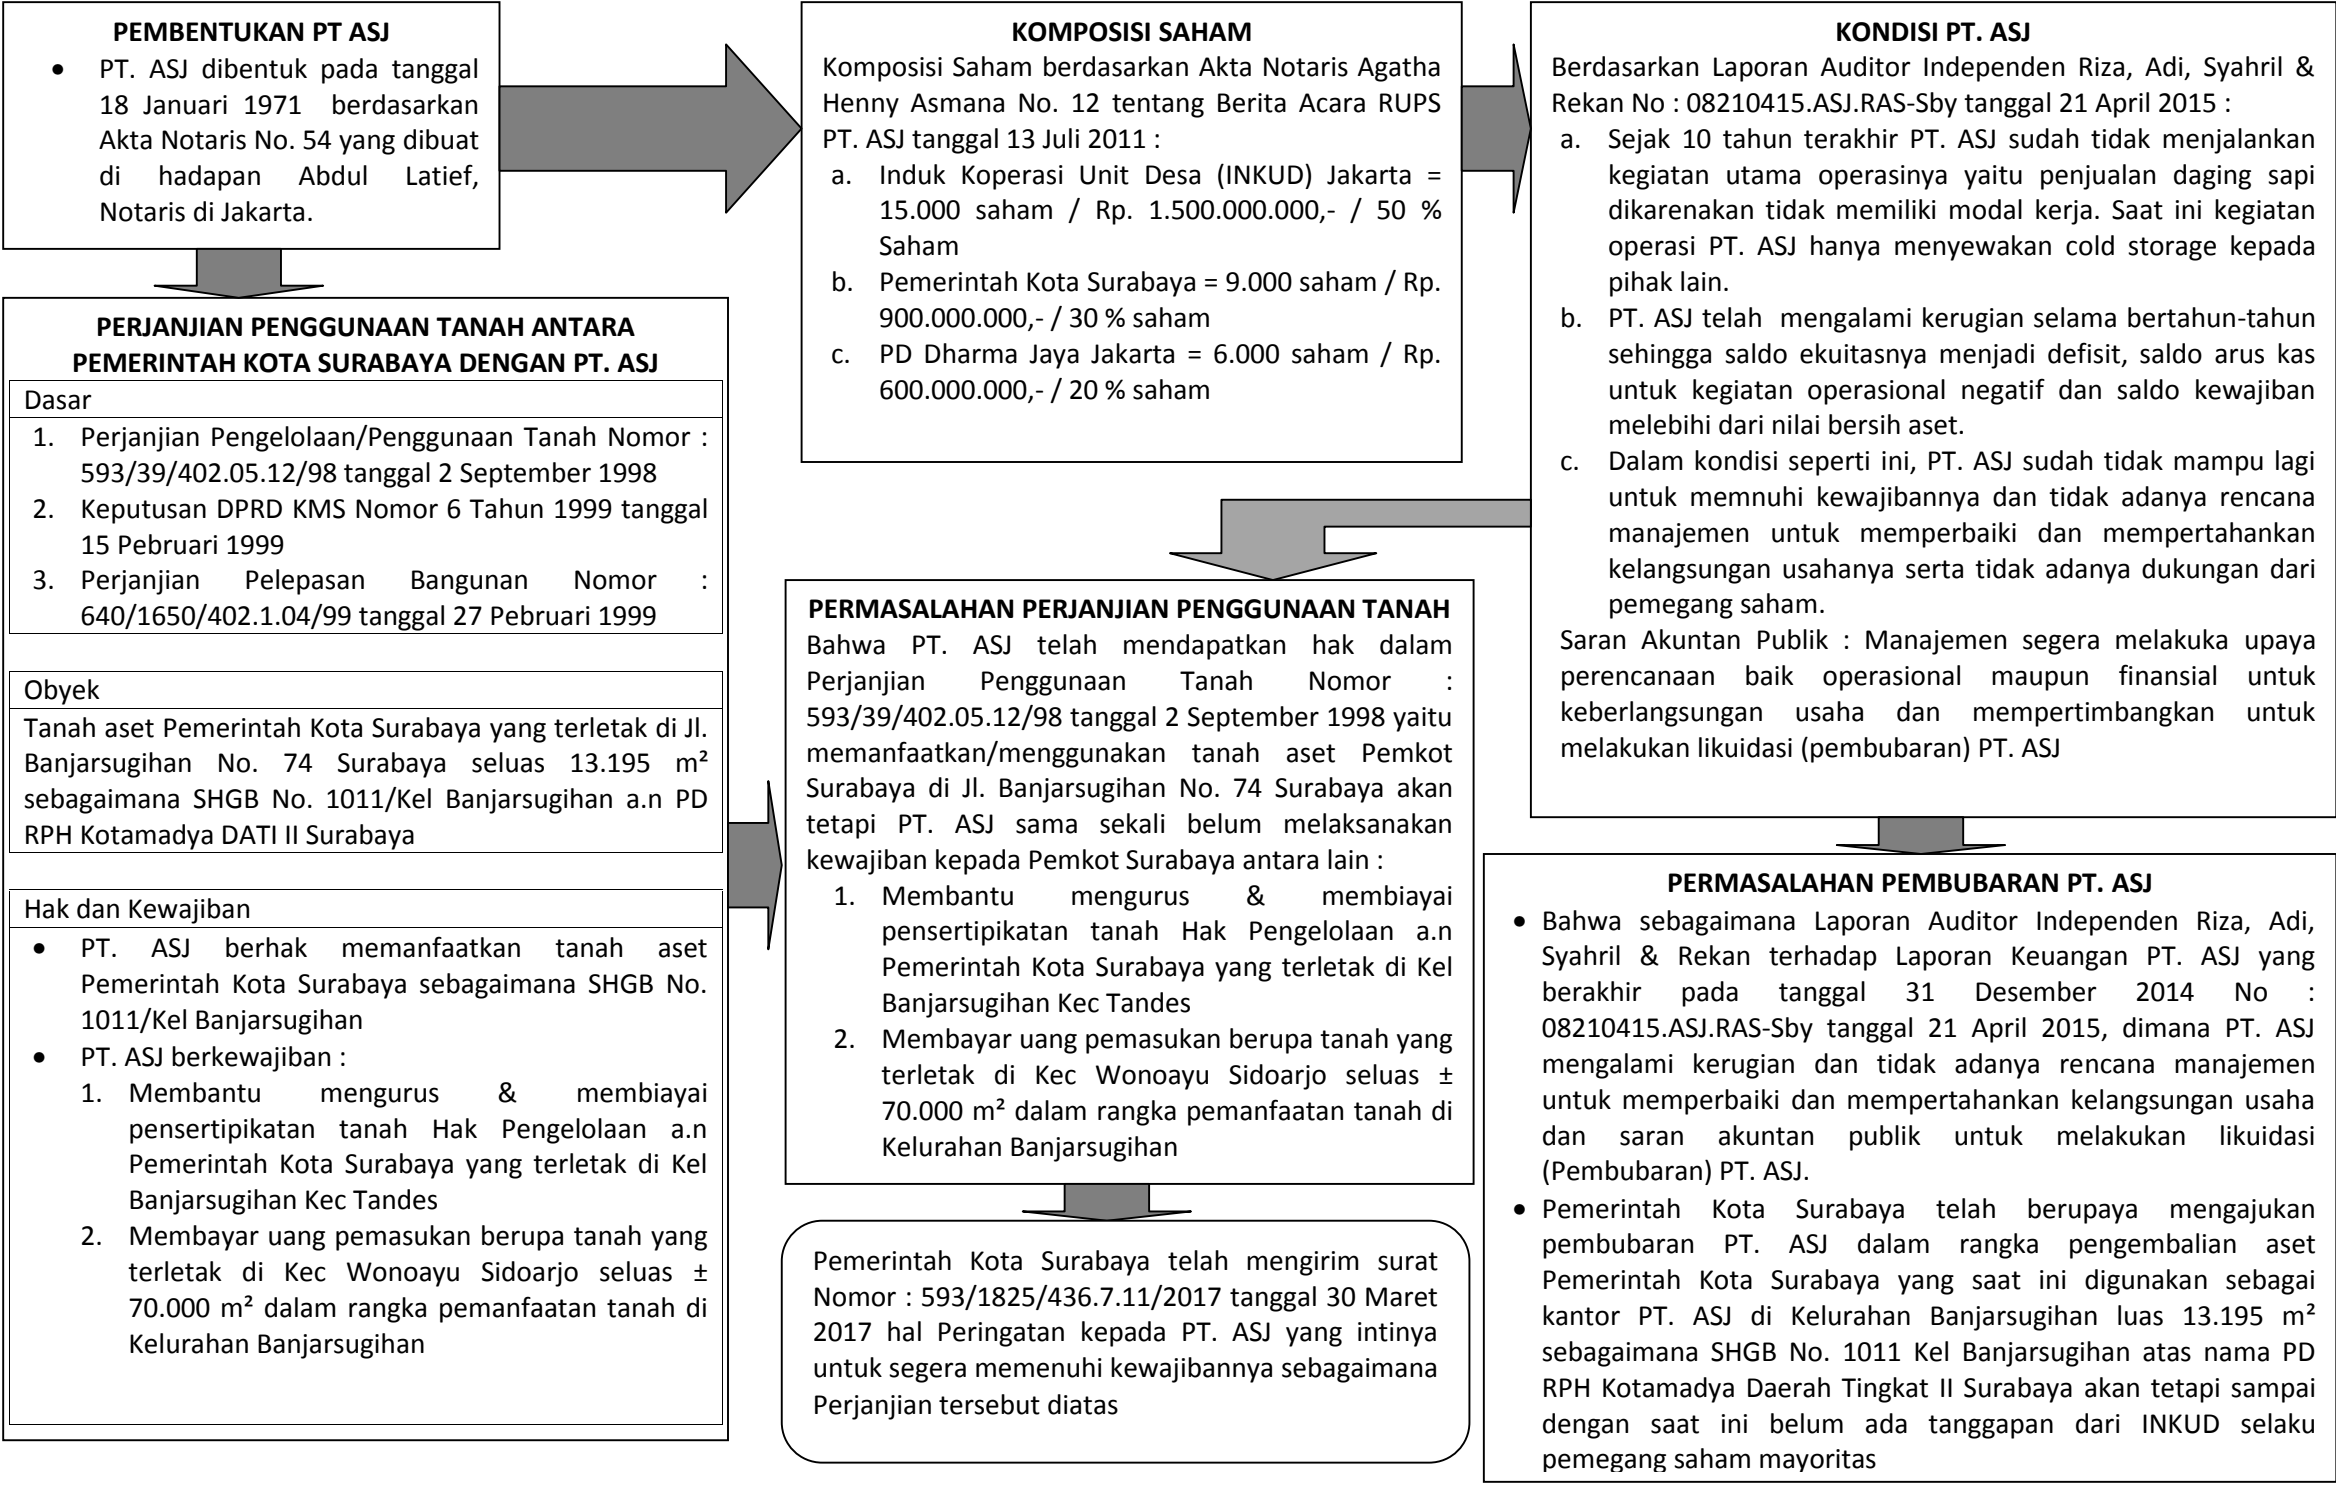 PEMBENTUKAN PT ASJ
• PT. ASJ dibentuk pada tanggal
18 Januari 1971 berdasarkan
Akta Notaris No. 54 yang dibuat
di hadapan Abdul Latief,
Notaris di Jakarta.
PERJANJIAN PENGGUNAAN TANAH ANTARA
PEMERINTAH KOTA SURABAYA DENGAN PT. ASJ
Dasar
1. Perjanjian Pengelolaan/Penggunaan Tanah Nomor :
593/39/402.05.12/98 tanggal 2 September 1998
2. Keputusan DPRD KMS Nomor 6 Tahun 1999 tanggal
15 Pebruari 1999
3. Perjanjian Pelepasan Bangunan Nomor :
640/1650/402.1.04/99 tanggal 27 Pebruari 1999
Obyek
Tanah aset Pemerintah Kota Surabaya yang terletak di Jl.
Banjarsugihan No. 74 Surabaya seluas 13.195 m²
sebagaimana SHGB No. 1011/Kel Banjarsugihan a.n PD
RPH Kotamadya DATI II Surabaya
Hak dan Kewajiban
• PT. ASJ berhak memanfaatkan tanah aset
Pemerintah Kota Surabaya sebagaimana SHGB No.
1011/Kel Banjarsugihan
• PT. ASJ berkewajiban :
1. Membantu mengurus & membiayai
pensertipikatan tanah Hak Pengelolaan a.n
Pemerintah Kota Surabaya yang terletak di Kel
Banjarsugihan Kec Tandes
2. Membayar uang pemasukan berupa tanah yang
terletak di Kec Wonoayu Sidoarjo seluas ±
70.000 m² dalam rangka pemanfaatan tanah di
Kelurahan Banjarsugihan
KOMPOSISI SAHAM
Komposisi Saham berdasarkan Akta Notaris Agatha
Henny Asmana No. 12 tentang Berita Acara RUPS
PT. ASJ tanggal 13 Juli 2011 :
a. Induk Koperasi Unit Desa (INKUD) Jakarta =
15.000 saham / Rp. 1.500.000.000,- / 50 %
Saham
b. Pemerintah Kota Surabaya = 9.000 saham / Rp.
900.000.000,- / 30 % saham
c. PD Dharma Jaya Jakarta = 6.000 saham / Rp.
600.000.000,- / 20 % saham
KONDISI PT. ASJ
Berdasarkan Laporan Auditor Independen Riza, Adi, Syahril &
Rekan No : 08210415.ASJ.RAS-Sby tanggal 21 April 2015 :
a. Sejak 10 tahun terakhir PT. ASJ sudah tidak menjalankan
kegiatan utama operasinya yaitu penjualan daging sapi
dikarenakan tidak memiliki modal kerja. Saat ini kegiatan
operasi PT. ASJ hanya menyewakan cold storage kepada
pihak lain.
b. PT. ASJ telah mengalami kerugian selama bertahun-tahun
sehingga saldo ekuitasnya menjadi defisit, saldo arus kas
untuk kegiatan operasional negatif dan saldo kewajiban
melebihi dari nilai bersih aset.
c. Dalam kondisi seperti ini, PT. ASJ sudah tidak mampu lagi
untuk memnuhi kewajibannya dan tidak adanya rencana
manajemen untuk memperbaiki dan mempertahankan
kelangsungan usahanya serta tidak adanya dukungan dari
pemegang saham.
Saran Akuntan Publik : Manajemen segera melakuka upaya
perencanaan baik operasional maupun finansial untuk
keberlangsungan usaha dan mempertimbangkan untuk
melakukan likuidasi (pembubaran) PT. ASJ
PERMASALAHAN PERJANJIAN PENGGUNAAN TANAH
Bahwa PT. ASJ telah mendapatkan hak dalam
Perjanjian Penggunaan Tanah Nomor :
593/39/402.05.12/98 tanggal 2 September 1998 yaitu
memanfaatkan/menggunakan tanah aset Pemkot
Surabaya di Jl. Banjarsugihan No. 74 Surabaya akan
tetapi PT. ASJ sama sekali belum melaksanakan
kewajiban kepada Pemkot Surabaya antara lain :
1. Membantu mengurus & membiayai
pensertipikatan tanah Hak Pengelolaan a.n
Pemerintah Kota Surabaya yang terletak di Kel
Banjarsugihan Kec Tandes
2. Membayar uang pemasukan berupa tanah yang
terletak di Kec Wonoayu Sidoarjo seluas ±
70.000 m² dalam rangka pemanfaatan tanah di
Kelurahan Banjarsugihan
Pemerintah Kota Surabaya telah mengirim surat
Nomor : 593/1825/436.7.11/2017 tanggal 30 Maret
2017 hal Peringatan kepada PT. ASJ yang intinya
untuk segera memenuhi kewajibannya sebagaimana
Perjanjian tersebut diatas
PERMASALAHAN PEMBUBARAN PT. ASJ
• Bahwa sebagaimana Laporan Auditor Independen Riza, Adi,
Syahril & Rekan terhadap Laporan Keuangan PT. ASJ yang
berakhir pada tanggal 31 Desember 2014 No :
08210415.ASJ.RAS-Sby tanggal 21 April 2015, dimana PT. ASJ
mengalami kerugian dan tidak adanya rencana manajemen
untuk memperbaiki dan mempertahankan kelangsungan usaha
dan saran akuntan publik untuk melakukan likuidasi
(Pembubaran) PT. ASJ.
• Pemerintah Kota Surabaya telah berupaya mengajukan
pembubaran PT. ASJ dalam rangka pengembalian aset
Pemerintah Kota Surabaya yang saat ini digunakan sebagai
kantor PT. ASJ di Kelurahan Banjarsugihan luas 13.195 m²
sebagaimana SHGB No. 1011 Kel Banjarsugihan atas nama PD
RPH Kotamadya Daerah Tingkat II Surabaya akan tetapi sampai
dengan saat ini belum ada tanggapan dari INKUD selaku
pemegang saham mayoritas